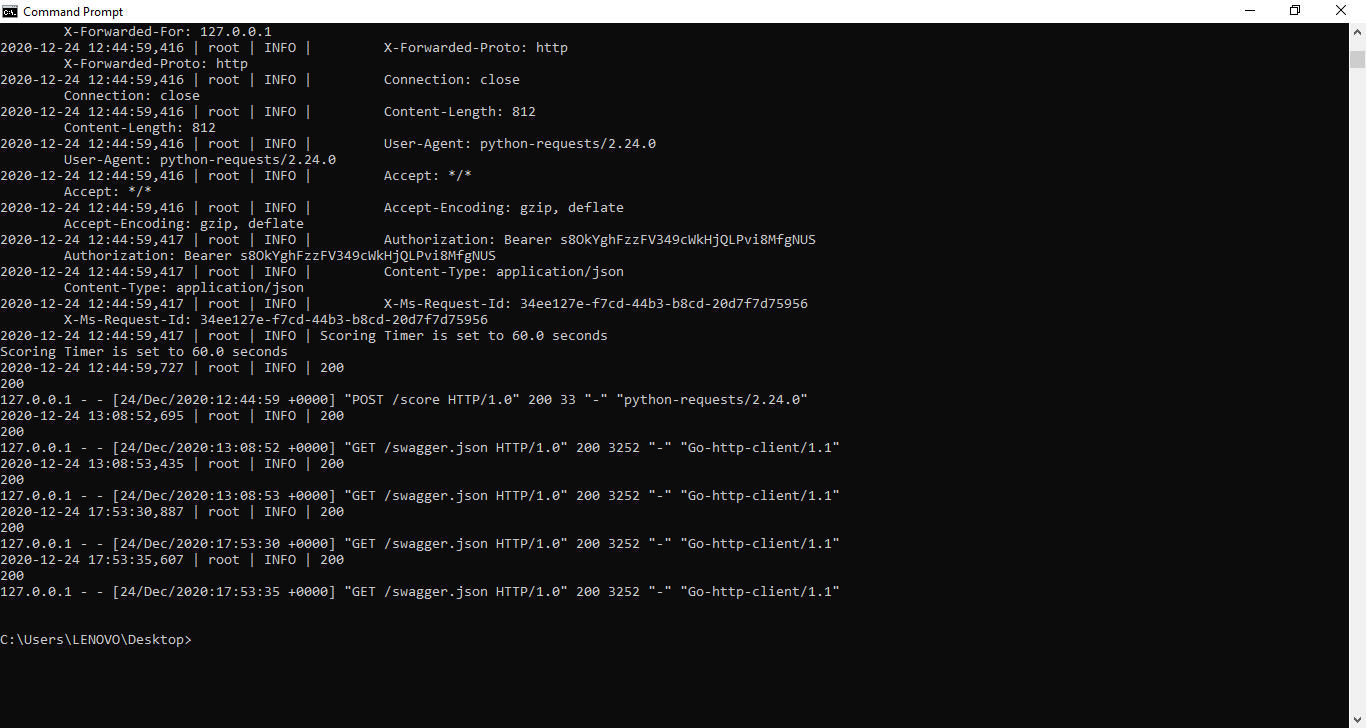 Command Prompt
X-Forwarded-For: 127.0.0.1
2020-12-24 12:44:59,416 | root | INFO | X-Forwarded-Proto: http
X-Forwarded-Proto: http
2020-12-24 12:44:59,416 | root | INFO | Connection: close
Connection: close
2020-12-24 12:44:59,416 | root | INFO | Content-Length: 812
Content-Length: 812
2020-12-24 12:44:59,416 | root | INFO | User-Agent: python-requests/2.24.0
User-Agent: python-requests/2.24.0
2020-12-24 12:44:59,416 | root | INFO | Accept: */*
Accept: */*
2020-12-24 12:44:59,416 | root | INFO | Accept-Encoding: gzip, deflate
Accept-Encoding: gzip, deflate
2020-12-24 12:44:59,417 | root | INFO | Authorization: Bearer s8OkYghFzzFV349cWkHjQLPvi8MfgNUS
Authorization: Bearer s8OkYghFzzFV349cWkHjQLPvi8MfgNUS
2020-12-24 12:44:59,417 | root | INFO | Content-Type: application/json
Content-Type: application/json
2020-12-24 12:44:59,417 | root | INFO | X-Ms-Request-Id: 34ee127e-f7cd-44b3-b8cd-20d7f7d75956
X-Ms-Request-Id: 34ee127e-f7cd-44b3-b8cd-20d7f7d75956
2020-12-24 12:44:59,417 | root | INFO | Scoring Timer is set to 60.0 seconds
Scoring Timer is set to 60.0 seconds
2020-12-24 12:44:59,727 | root | INFO | 200
200
127.0.0.1 - - [24/Dec/2020:12:44:59 +0000] "POST /score HTTP/1.0" 200 33 "-" "python-requests/2.24.0"
2020-12-24 13:08:52,695 | root | INFO | 200
200
127.0.0.1 - - [24/Dec/2020:13:08:52 +0000] "GET /swagger.json HTTP/1.0" 200 3252 "-" "Go-http-client/1.1"
2020-12-24 13:08:53,435 | root | INFO | 200
200
127.0.0.1 - - [24/Dec/2020:13:08:53 +0000] "GET /swagger.json HTTP/1.0" 200 3252 "-" "Go-http-client/1.1"
2020-12-24 17:53:30,887 | root | INFO | 200
200
127.0.0.1 - - [24/Dec/2020:17:53:30 +0000] "GET /swagger.json HTTP/1.0" 200 3252 "-" "Go-http-client/1.1"
2020-12-24 17:53:35,607 | root | INFO | 200
200
127.0.0.1 - - [24/Dec/2020:17:53:35 +0000] "GET /swagger.json HTTP/1.0" 200 3252 "-" "Go-http-client/1.1"
C:\Users\LENOVO\Desktop>